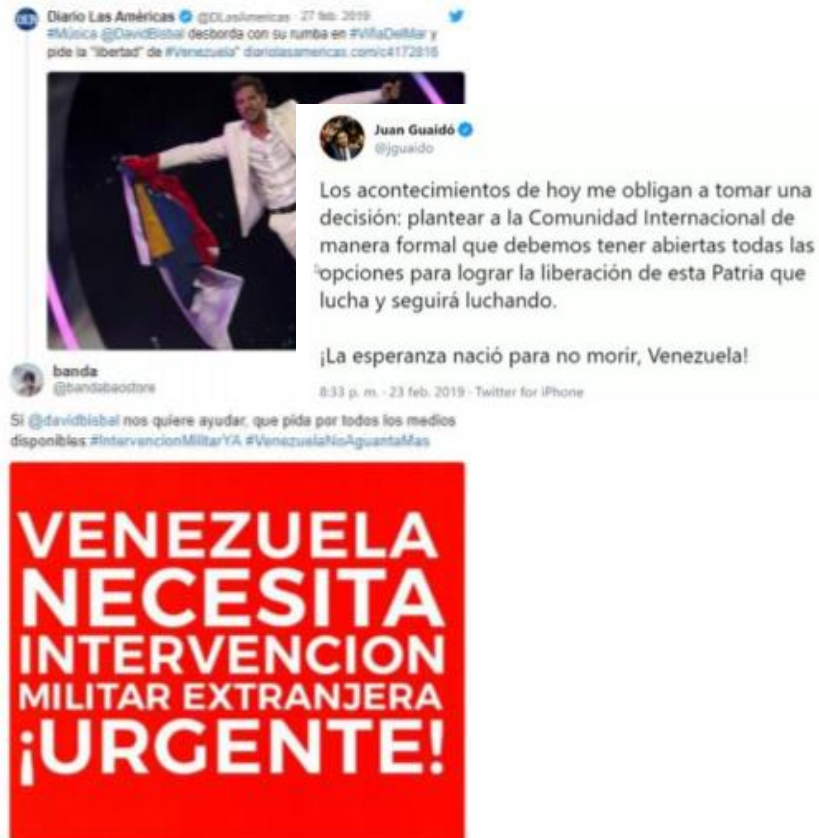 Diario Las Américas @DLasAmericas · 27 feb. 2019
#Música @DavidBisbal desborda con su rumba en #ViñaDelMar y
pide la "libertad" de #Venezuela" diariolasamericas.com/c4172816
Juan Guaidó
@jguaido
Los acontecimientos de hoy me obligan a tomar una
decisión: plantear a la Comunidad Internacional de
manera formal que debemos tener abiertas todas las
opciones para lograr la liberación de esta Patria que
lucha y seguirá luchando.
¡La esperanza nació para no morir, Venezuela!
8:33 p. m. · 23 feb. 2019 · Twitter for iPhone
banda
@bandabaostore
Si @davidbisbal nos quiere ayudar, que pida por todos los medios
disponibles #IntervencionMilitarYA #VenezuelaNoAguantaMas
VENEZUELA
NECESITA
INTERVENCION
MILITAR EXTRANJERA
¡URGENTE!